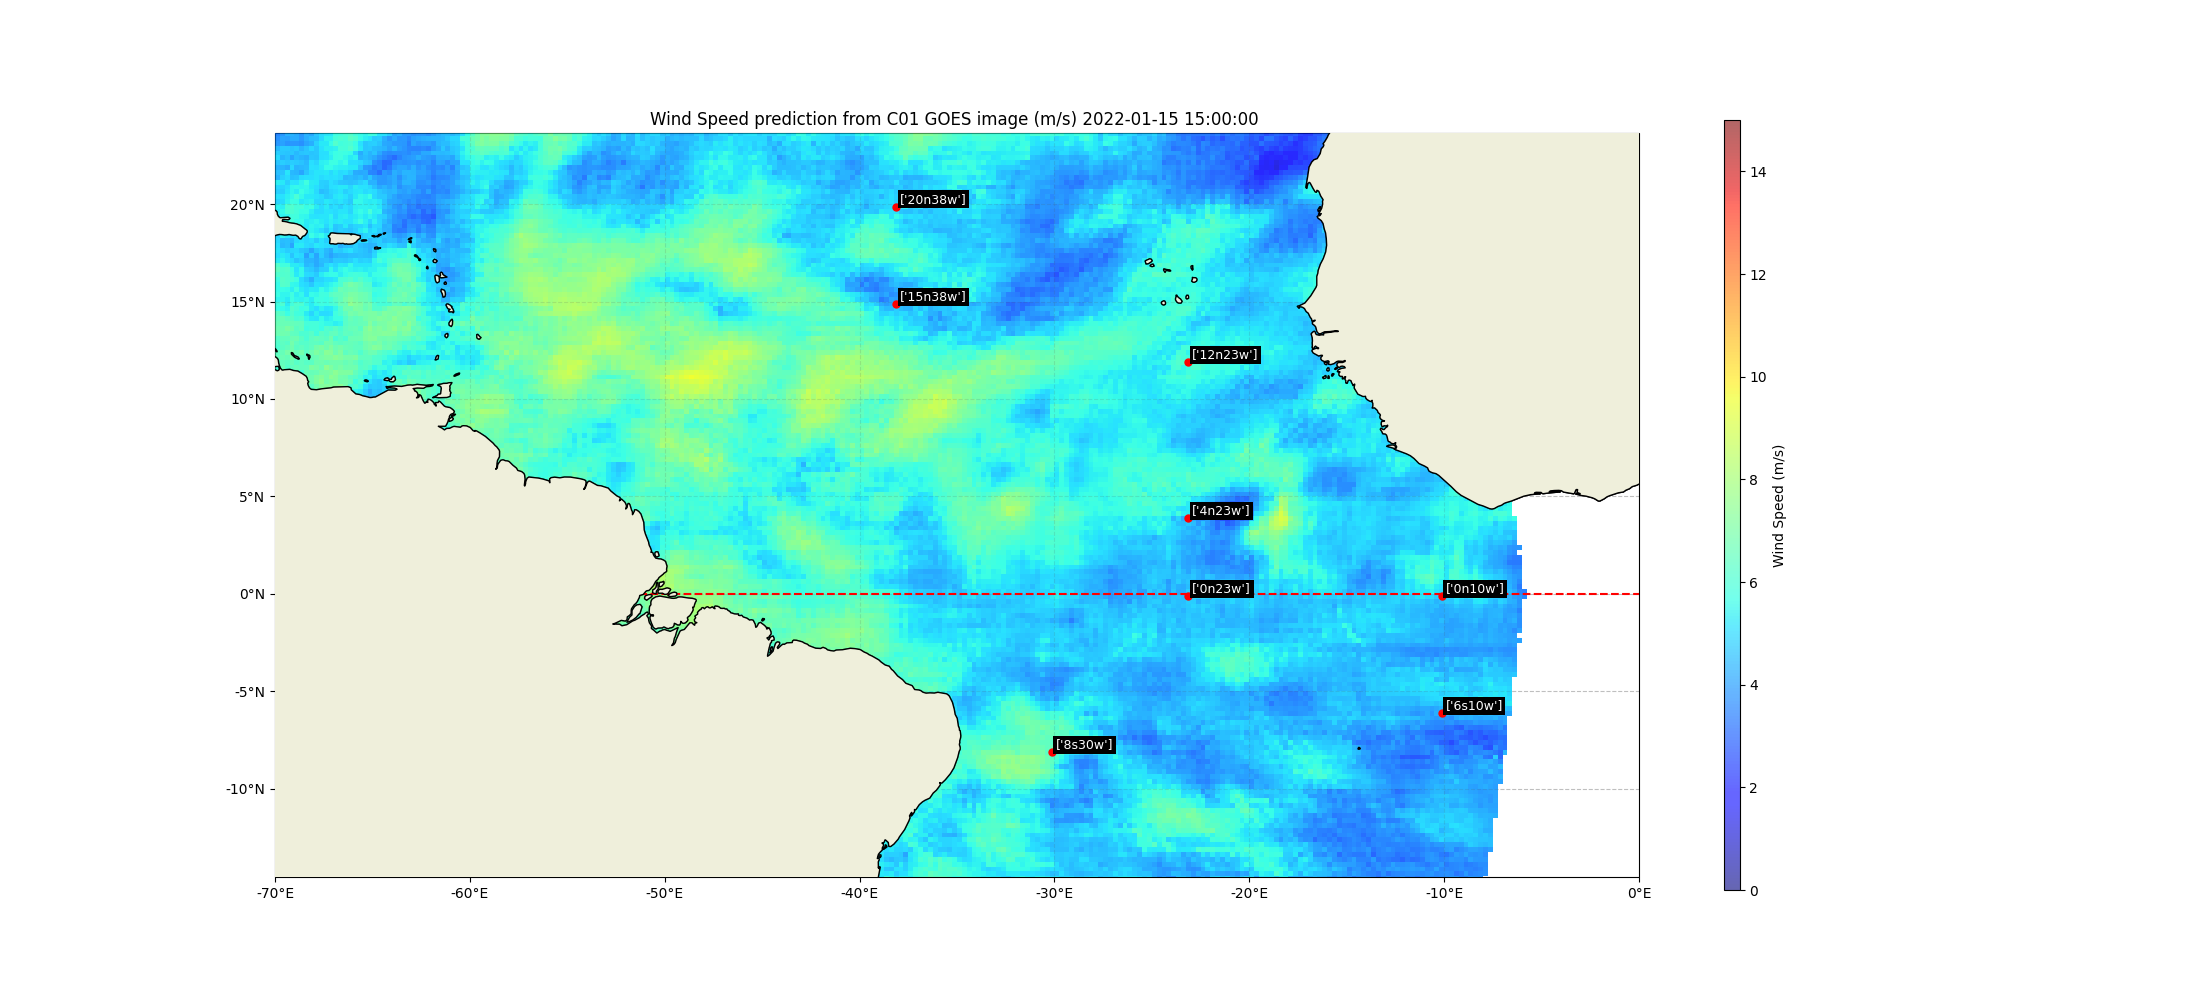 Wind Speed prediction from C01 GOES image (m/s) 2022-01-15 15:00:00
20°N
15°N
10°N
5°N
0°N
-5°N
-10°N
-70°E
-60°E
-50°E
-40°E
-30°E
-20°E
-10°E
0°E
['20n38w']
['15n38w']
['12n23w']
['4n23w']
['0n23w']
['0n10w']
['6s10w']
['8s30w']
14
12
10
8
6
4
2
0
Wind Speed (m/s)